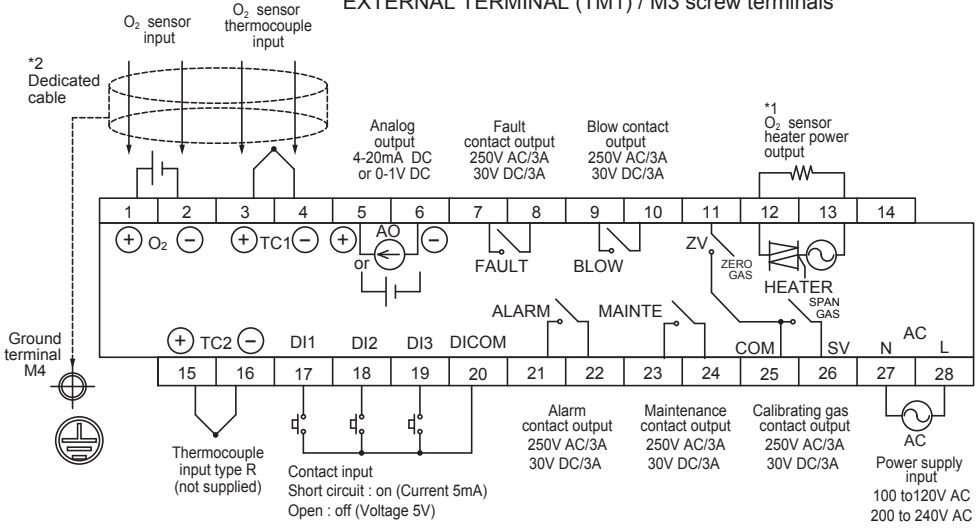 EXTERNAL TERMINAL (TM1) / M3 screw terminals
O2 sensor
input
O2 sensor
thermocouple
input
*2
Dedicated
cable
Analog
output
4-20mA DC
or 0-1V DC
Fault
contact output
250V AC/3A
30V DC/3A
Blow contact
output
250V AC/3A
30V DC/3A
*1
O2 sensor
heater power
output
1 2 3 4 5 6 7 8 9 10 11 12 13 14
+ O2 −
+ TC1 −
+ AO −
or
FAULT
BLOW
ZV
ZERO
GAS
HEATER
SPAN
GAS
ALARM
MAINTE
+ TC2 −
DI1 DI2 DI3 DICOM
COM
SV
N AC L
15 16 17 18 19 20 21 22 23 24 25 26 27 28
Ground
terminal
M4
Thermocouple
input type R
(not supplied)
Contact input
Short circuit : on (Current 5mA)
Open : off (Voltage 5V)
Alarm
contact output
250V AC/3A
30V DC/3A
Maintenance
contact output
250V AC/3A
30V DC/3A
Calibrating gas
contact output
250V AC/3A
30V DC/3A
AC
Power supply
input
100 to120V AC
200 to 240V AC